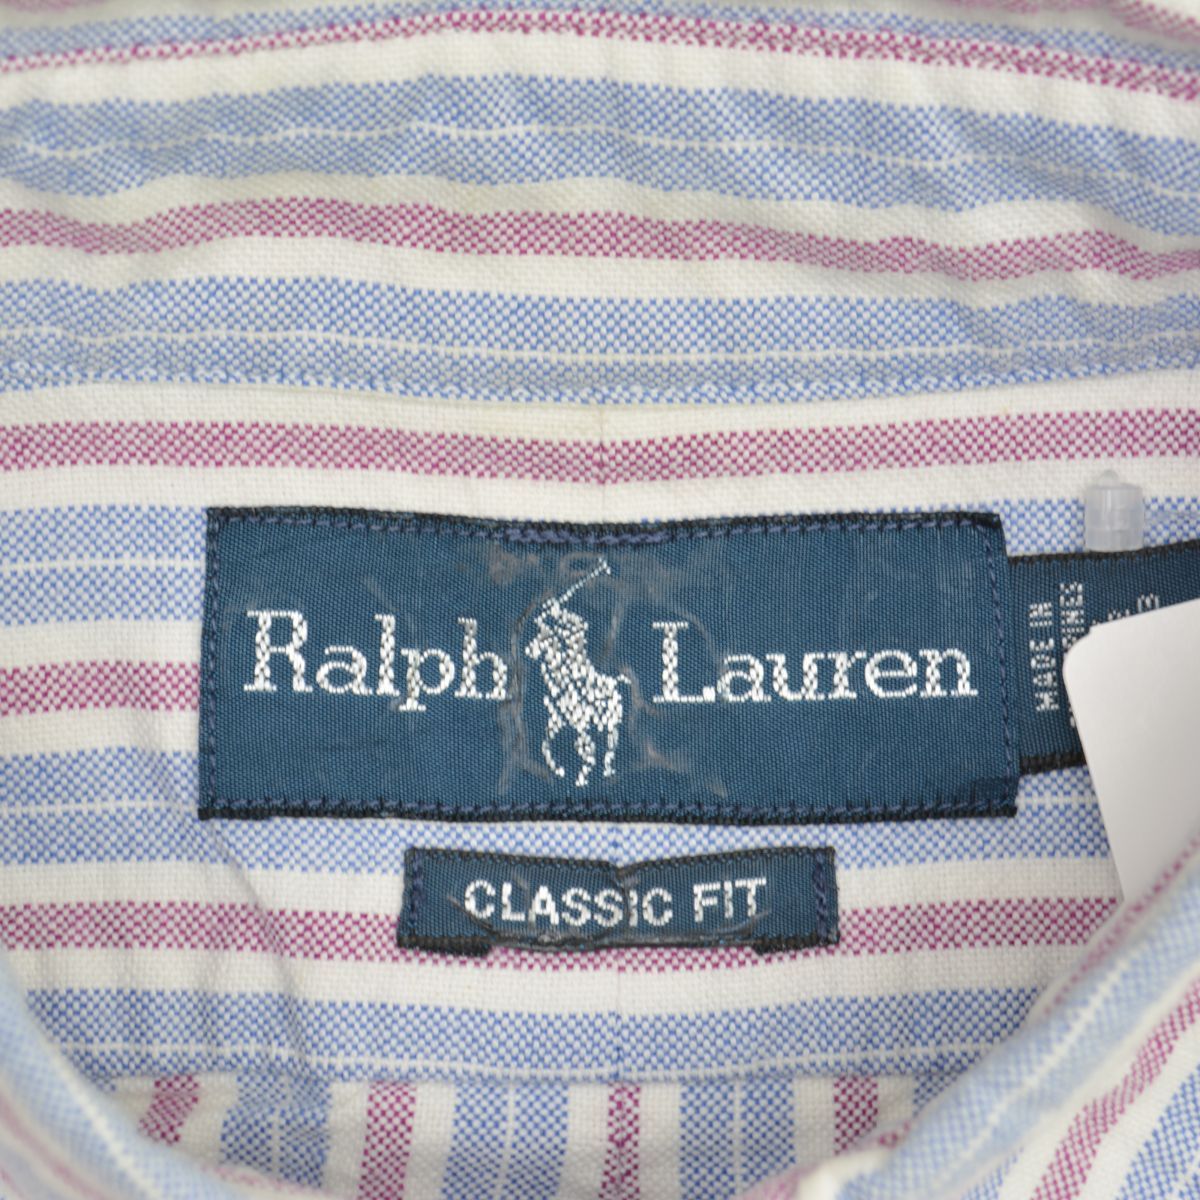 Ralph Lauren
CLASSIC FIT
MADE IN